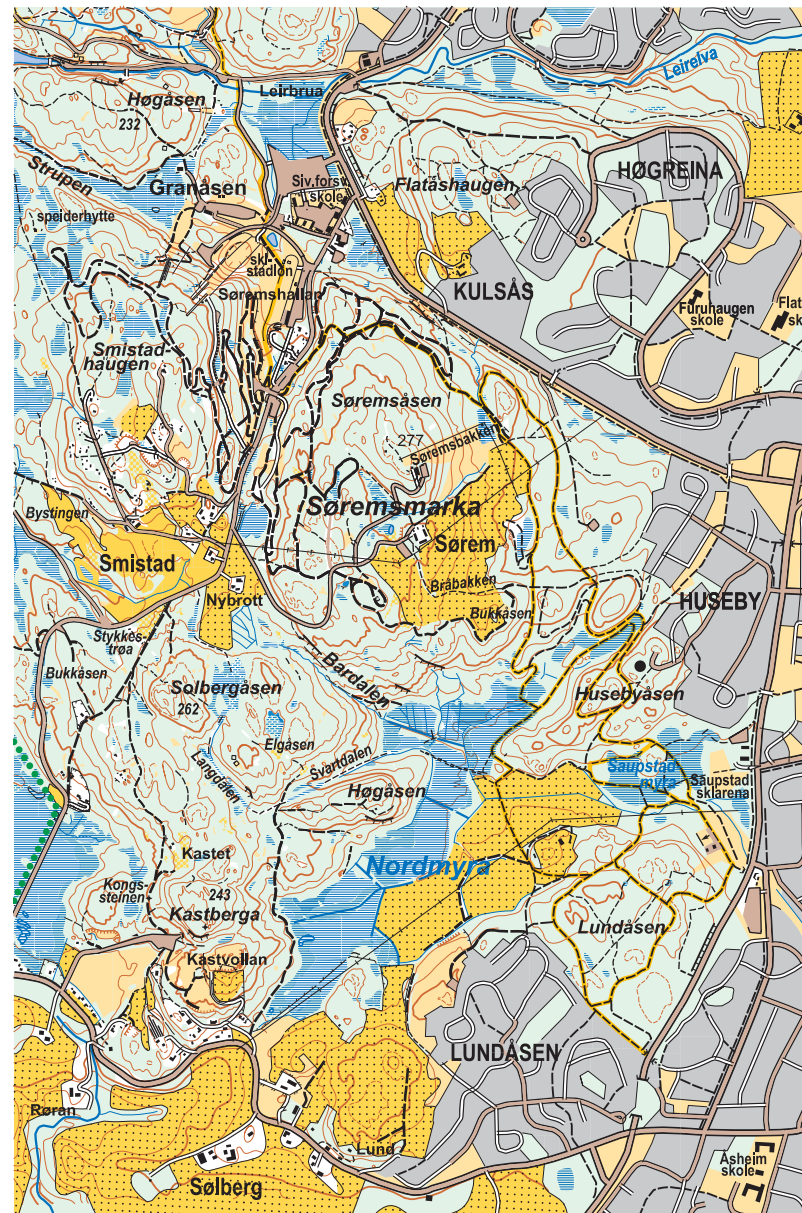 Leirelva
Leirbrua
Høgåsen
232
Strupen
HØGREINA
Granåsen
Siv.forsv.
skole
Flatåshaugen
speiderhytte
ski-
stadion
KULSÅS
Søremshallan
Furuhaugen
skole
Flat
sk
Smistad-
haugen
Søremsåsen
277
Søremsbakken
Søremsmarka
Bystingen
Sørem
Smistad
Bråbakken
Nybrott
Bukkåsen
HUSEBY
Stykkes-
trøa
Bardalen
Bukkåsen
Solbergåsen
262
Husebyåsen
Elgåsen
Svartdalen
Langdalen
Saupstad
myra
Saupstad
skiarena
Høgåsen
Kastet
Nordmyra
Kongs-
steinen
243
Kastberga
Lundåsen
Kastvollan
LUNDÅSEN
Røran
Lund
Åsheim
skole
Sølberg